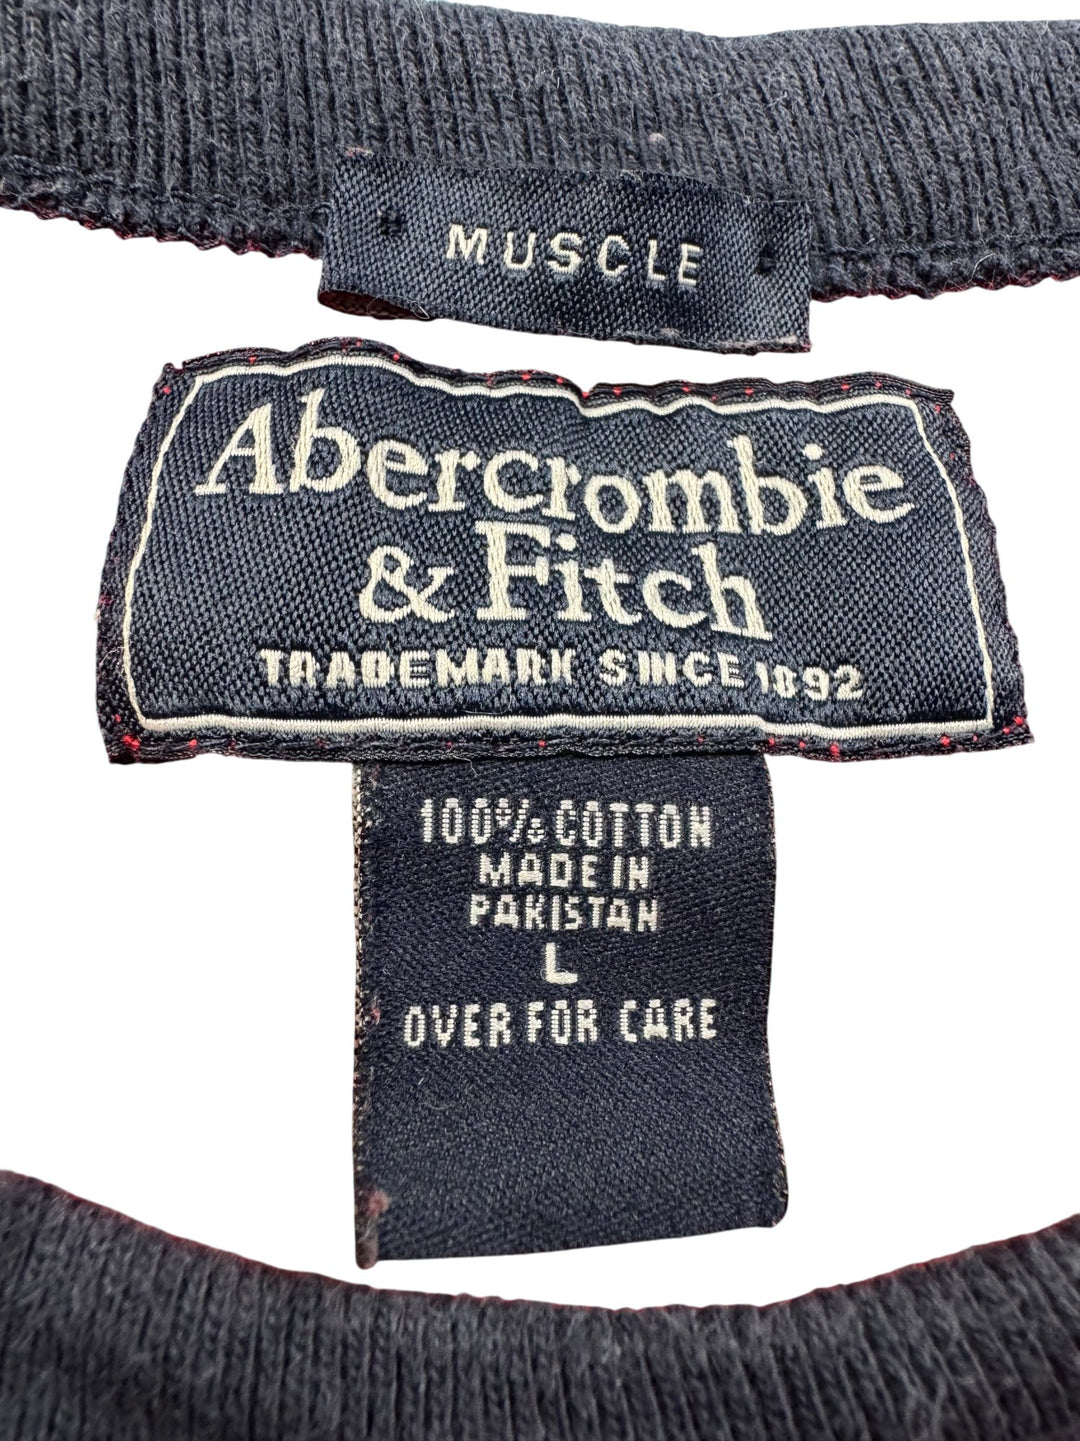 MUSCLE
Abercrombie
& Fitch
TRADEMARK SINCE 1892
100% COTTON
MADE IN
PAKISTAN
L
OVER FOR CARE